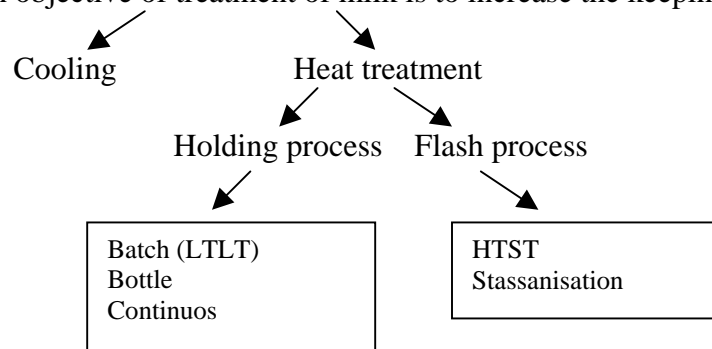 objective of treatment of milk is to increase the
Cooling Heat treatment
Holding process Flash process
Batch (LTLT)
Bottle
Continuos
HTST
Stassanisation